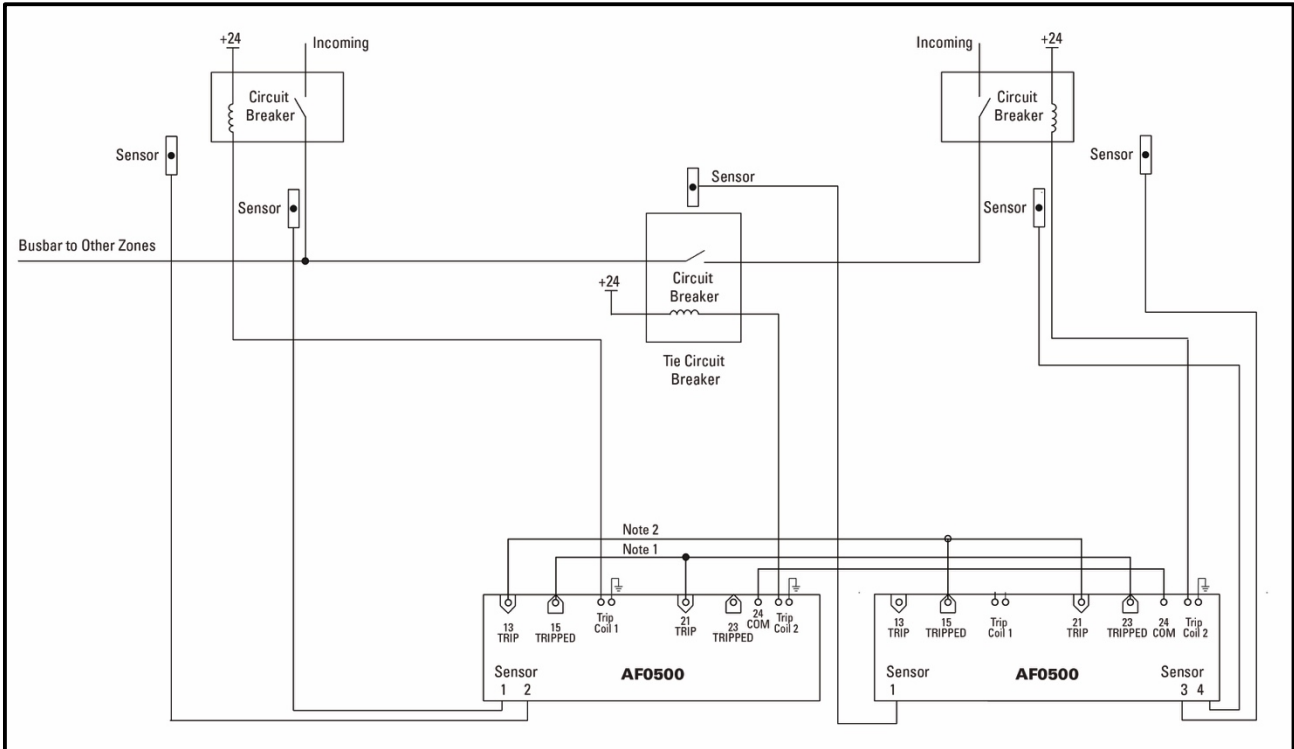 +24
Incoming
Circuit
Breaker
Sensor
Sensor
Busbar to Other Zones
Sensor
+24
Circuit
Breaker
Tie Circuit
Breaker
Incoming
+24
Circuit
Breaker
Sensor
Sensor
Note 2
Note 1
13
TRIP
15
TRIPPED
Trip
Coil 1
21
TRIP
23
TRIPPED
24
COM
Trip
Coil 2
Sensor
1 2
AF0500
13
TRIP
15
TRIPPED
Trip
Coil 1
21
TRIP
23
TRIPPED
24
COM
Trip
Coil 2
Sensor
1
AF0500
Sensor
3 4